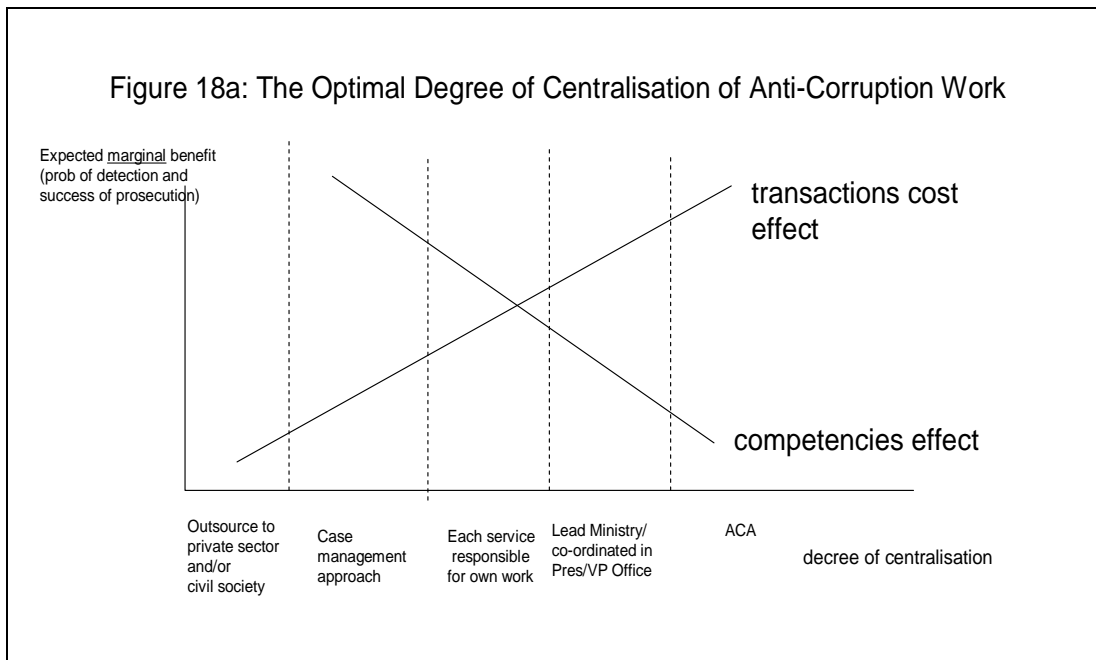 Figure 18a: The Optimal Degree of Centralisation of Anti-Corruption Work
Expected marginal benefit
(prob of detection and
success of prosecution)
transactions cost
effect
competencies effect
Outsource to
private sector
and/or
civil society
Case
management
approach
Each service
responsible
for own work
Lead Ministry/
co-ordinated in
Pres/VP Office
ACA
decree of centralisation